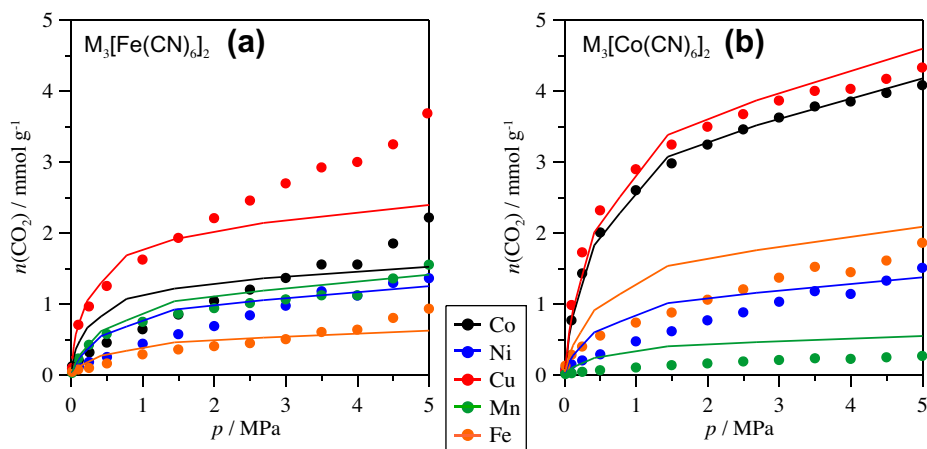 M₃[Fe(CN)₆]₂ (a)
5
4
3
2
1
0
n(CO₂) / mmol g⁻¹
0 1 2 3 4 5
p / MPa
Co
Ni
Cu
Mn
Fe
M₃[Co(CN)₆]₂ (b)
5
4
3
2
1
0
n(CO₂) / mmol g⁻¹
0 1 2 3 4 5
p / MPa